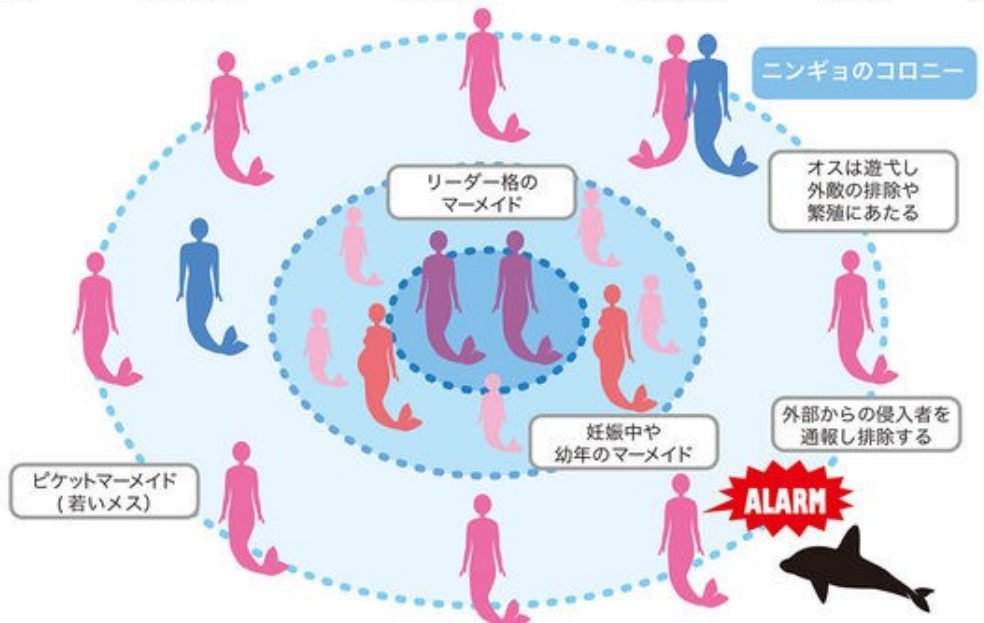 ニンギョのコロニー
リーダー格の
マーメイド
オスは遊弋し
外敵の排除や
繁殖にあたる
妊娠中や
幼年のマーメイド
外部からの侵入者を
通報し排除する
ピケットマーメイド
(若いメス)
ALARM